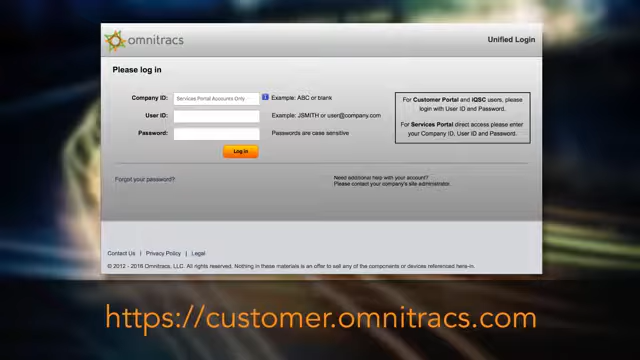 omnitracs
Unified Login
Please log in
Company ID: Services Portal Accounts Only Example: ABC or blank
User ID: Example: JSMITH or user@company.com
Password: Passwords are case sensitive
Log in
For Customer Portal and IQSC users, please
login with User ID and Password.
For Services Portal direct access please enter
your Company ID, User ID and Password.
Forgot your password?
Need additional help with your account?
Please contact your company's site administrator.
Contact Us | Privacy Policy | Legal
© 2012 - 2016 Omnitracs, LLC. All rights reserved. Nothing in these materials is an offer to sell any of the components or devices referenced here-in.
https://customer.omnitracs.com